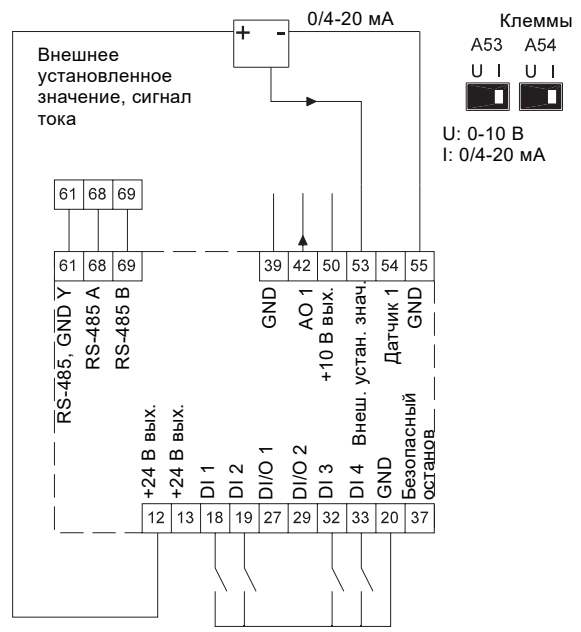 0/4-20 мА
+ -
Внешнее
установленное
значение, сигнал
тока
Клеммы
A53 A54
U I U I
U: 0-10 В
I: 0/4-20 мА
61 68 69
61 68 69
39 42 50 53 54 55
RS-485, GND Y
RS-485 A
RS-485 B
GND
AO 1
+10 В вых.
Внеш. устан. знач.
Датчик 1
GND
+24 В вых.
+24 В вых.
DI 1
DI 2
DI/O 1
DI/O 2
DI 3
DI 4
GND
Безопасный
останов
12 13 18 19 27 29 32 33 20 37